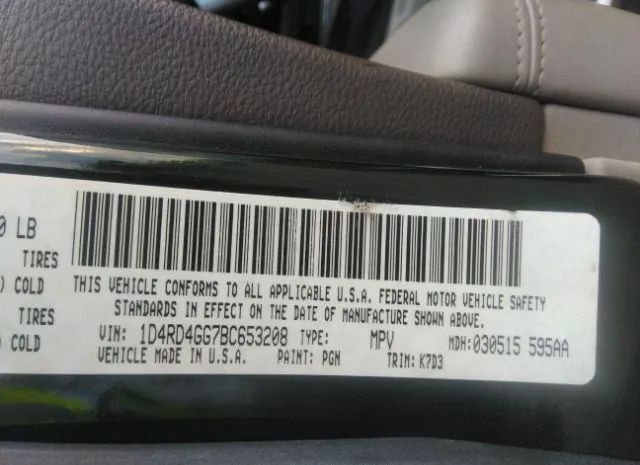 0 LB
TIRES
) COLD
TIRES
) COLD
THIS VEHICLE CONFORMS TO ALL APPLICABLE U.S.A. FEDERAL MOTOR VEHICLE SAFETY
STANDARDS IN EFFECT ON THE DATE OF MANUFACTURE SHOWN ABOVE.
VIN: 1D4RD4GG7BC653208 TYPE: MPV MDH:030515 595AA
VEHICLE MADE IN U.S.A. PAINT: PGN TRIM: K7D3